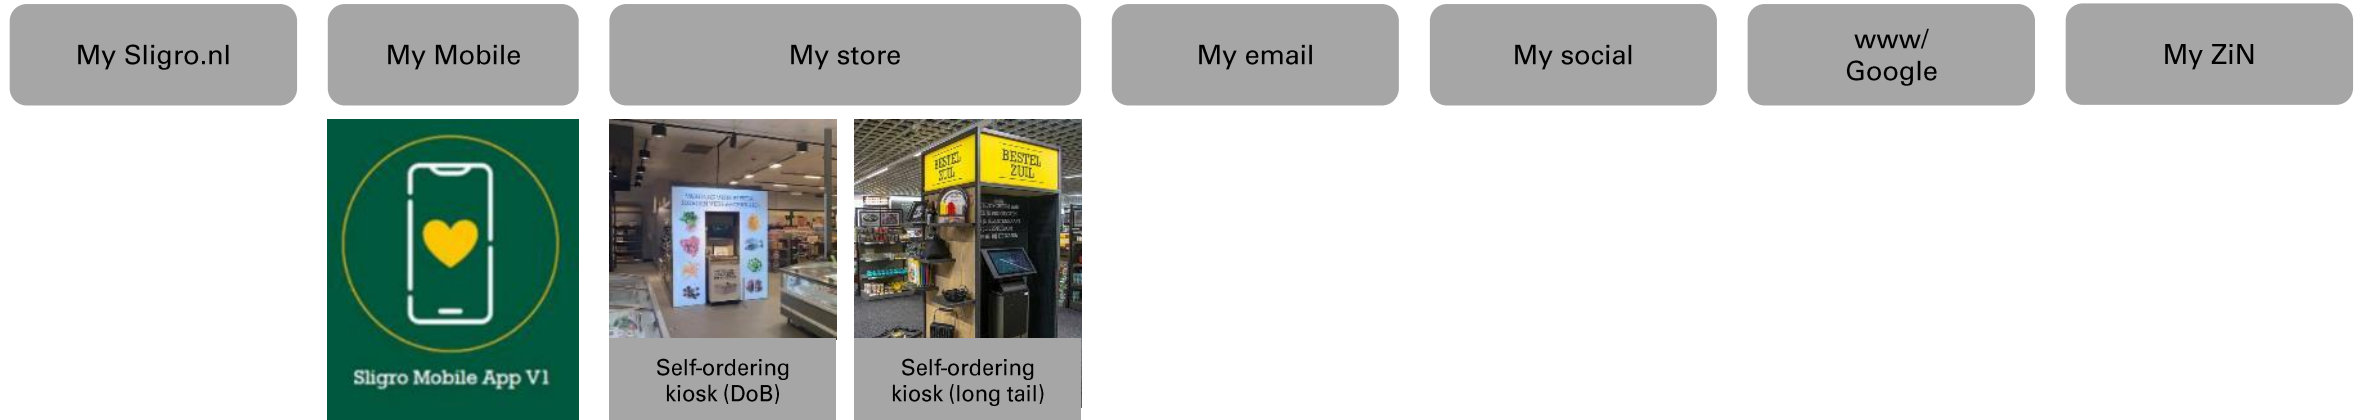 My Sligro.nl
My Mobile
My store
My email
My social
www/
Google
My ZiN
Sligro Mobile App V1
BESTEL
ZUIL
BESTEL
ZUIL
Self-ordering
kiosk (DoB)
Self-ordering
kiosk (long tail)